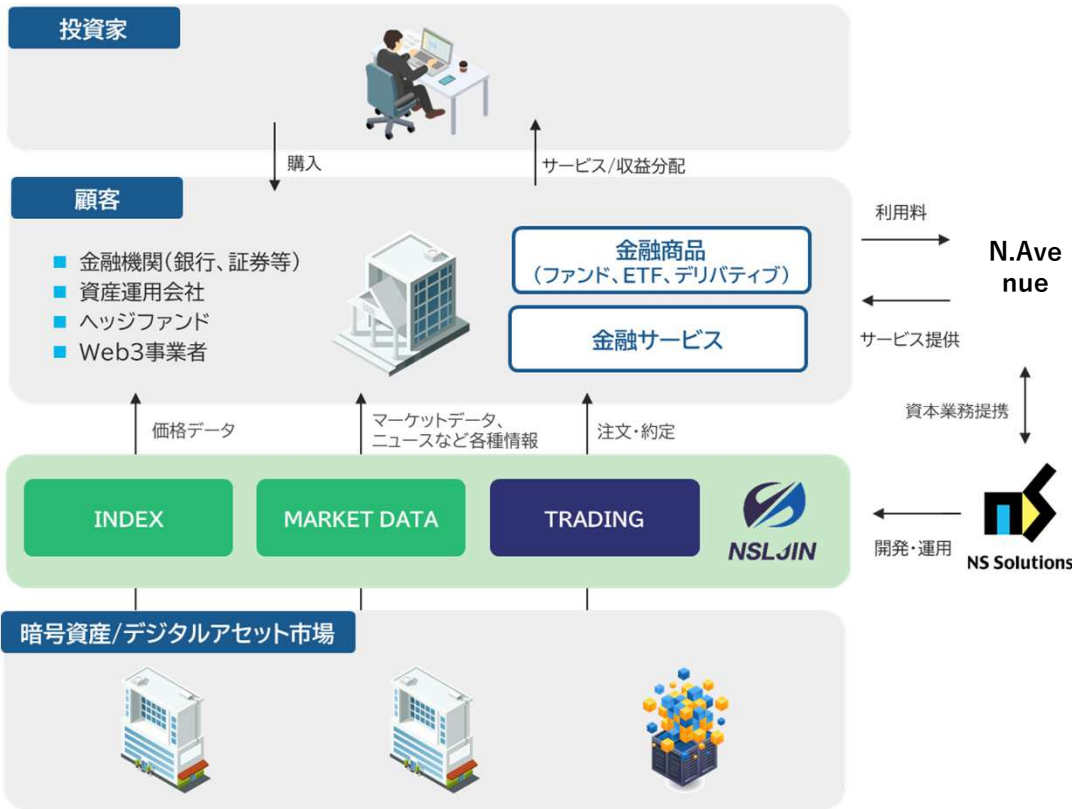 投資家
購入
サービス/収益分配
顧客
■ 金融機関(銀行、証券等)
■ 資産運用会社
■ ヘッジファンド
■ Web3事業者
金融商品
(ファンド、ETF、デリバティブ)
金融サービス
利用料
N.Ave
nue
サービス提供
資本業務提携
価格データ
マーケットデータ、
ニュースなど各種情報
注文・約定
INDEX
MARKET DATA
TRADING
NSLJIN
開発・運用
ns
NS Solutions
暗号資産/デジタルアセット市場